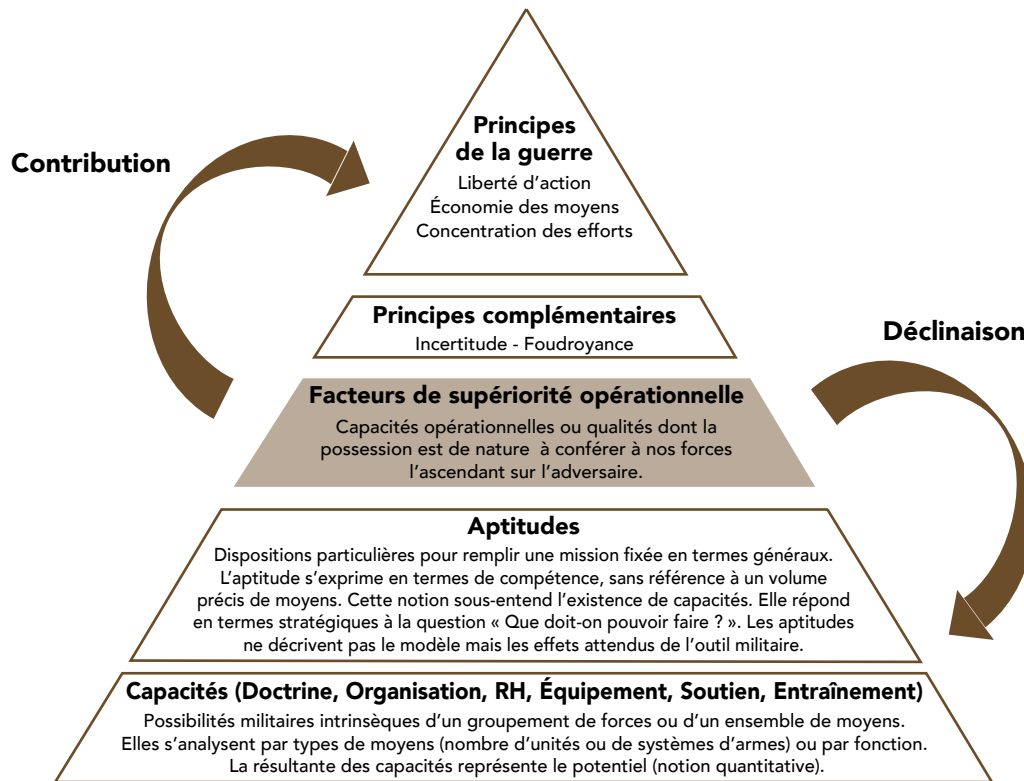 Contribution
Principes
de la guerre
Liberté d’action
Économie des moyens
Concentration des efforts
Principes complémentaires
Incertitude - Foudroyance
Déclinaison
Facteurs de supériorité opérationnelle
Capacités opérationnelles ou qualités dont la
possession est de nature à conférer à nos forces
l’ascendant sur l’adversaire.
Aptitudes
Dispositions particulières pour remplir une mission fixée en termes généraux.
L’aptitude s’exprime en termes de compétence, sans référence à un volume
précis de moyens. Cette notion sous-entend l’existence de capacités. Elle répond
en termes stratégiques à la question « Que doit-on pouvoir faire ? ». Les aptitudes
ne décrivent pas le modèle mais les effets attendus de l’outil militaire.
Capacités (Doctrine, Organisation, RH, Équipement, Soutien, Entraînement)
Possibilités militaires intrinsèques d’un groupement de forces ou d’un ensemble de moyens.
Elles s’analysent par types de moyens (nombre d’unités ou de systèmes d’armes) ou par fonction.
La résultante des capacités représente le potentiel (notion quantitative).